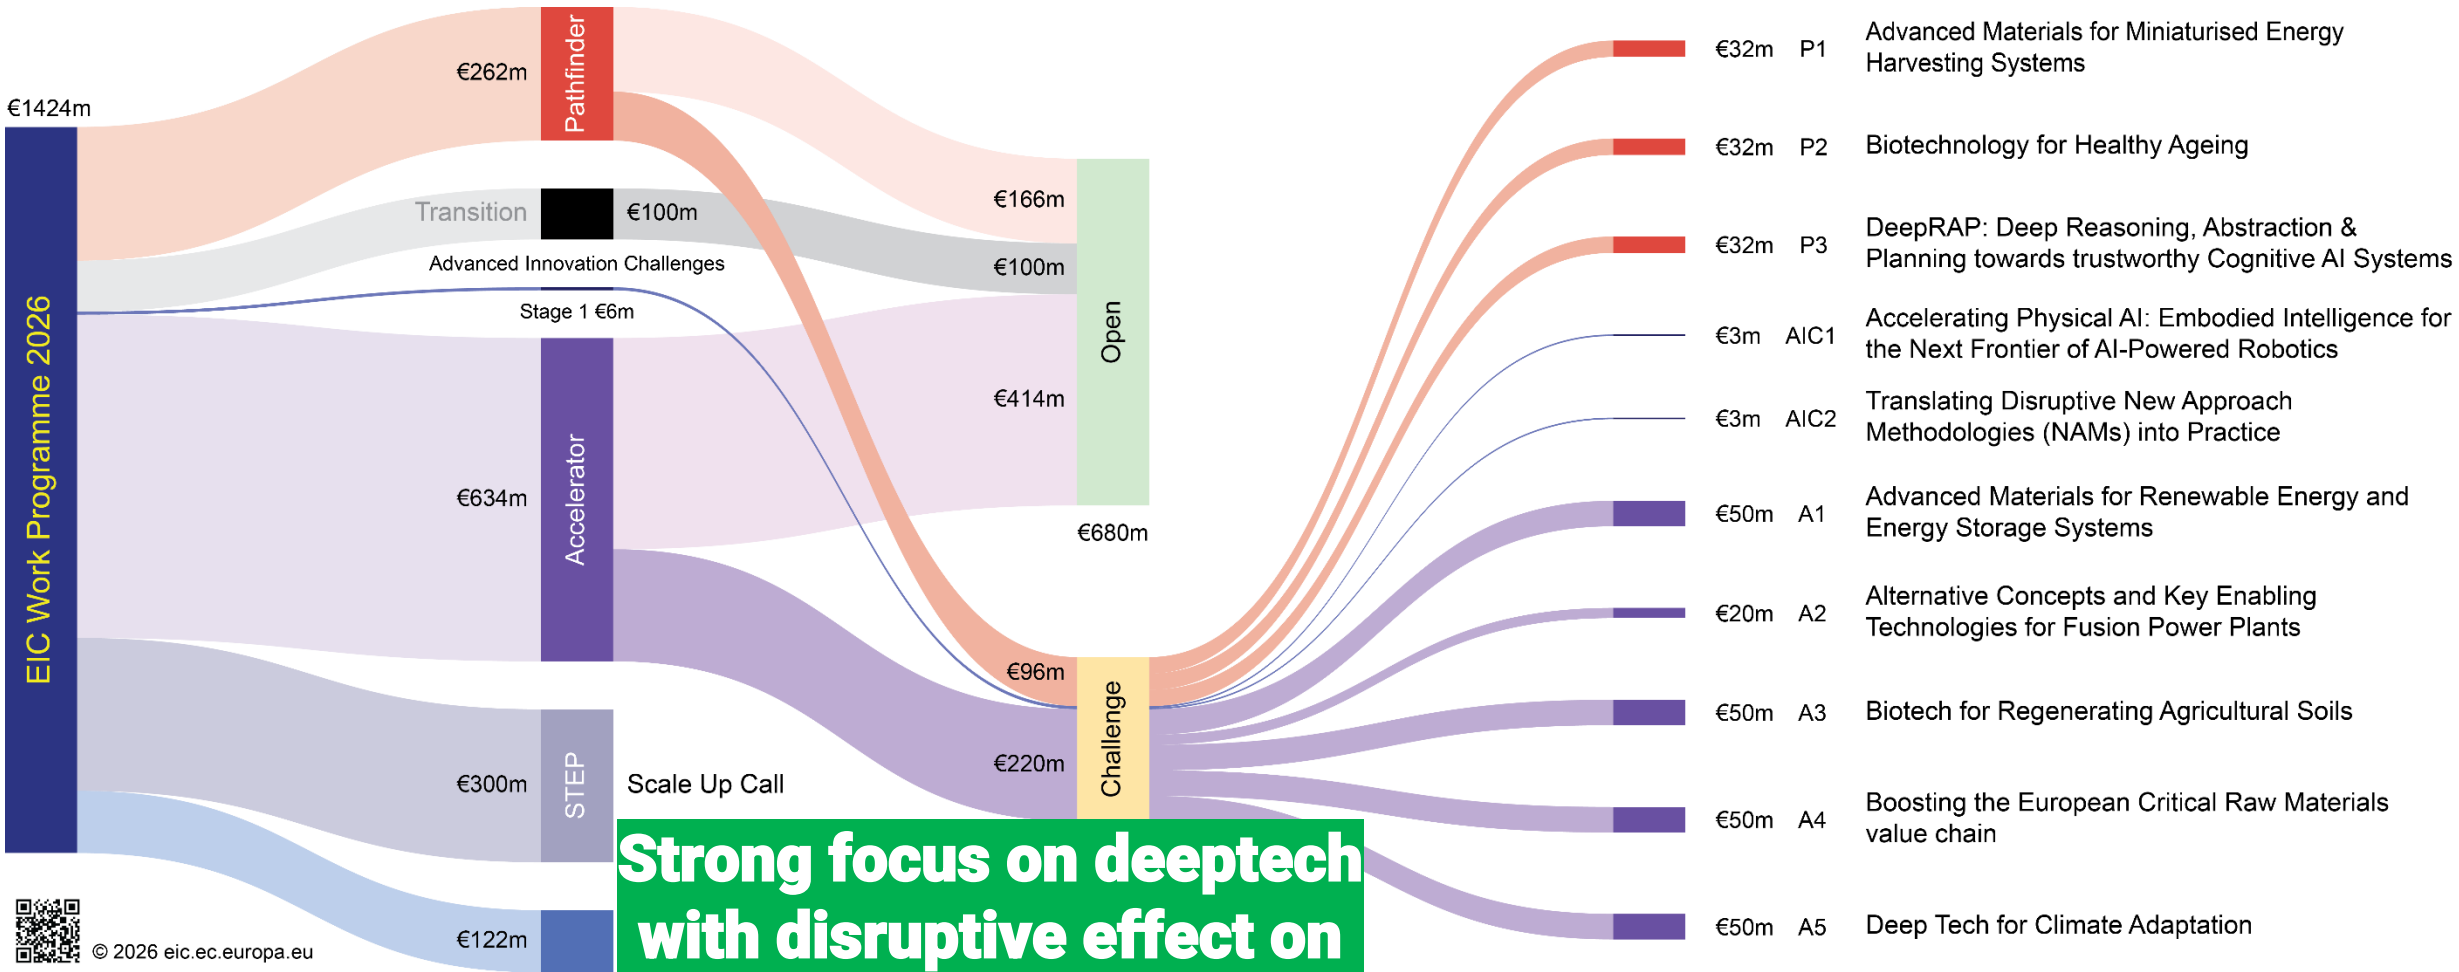 €1424m
EIC Work Programme 2026
€262m
Pathfinder
Transition
€100m
Advanced Innovation Challenges
Stage 1 €6m
€634m
Accelerator
€300m
STEP
Scale Up Call
€122m
€166m
€100m
€414m
Open
€680m
€96m
€220m
Challenge
€32m P1 Advanced Materials for Miniaturised Energy
Harvesting Systems
€32m P2 Biotechnology for Healthy Ageing
€32m P3 DeepRAP: Deep Reasoning, Abstraction &
Planning towards trustworthy Cognitive AI Systems
€3m AIC1 Accelerating Physical AI: Embodied Intelligence for
the Next Frontier of AI-Powered Robotics
€3m AIC2 Translating Disruptive New Approach
Methodologies (NAMs) into Practice
€50m A1 Advanced Materials for Renewable Energy and
Energy Storage Systems
€20m A2 Alternative Concepts and Key Enabling
Technologies for Fusion Power Plants
€50m A3 Biotech for Regenerating Agricultural Soils
€50m A4 Boosting the European Critical Raw Materials
value chain
€50m A5 Deep Tech for Climate Adaptation
Strong focus on deeptech
with disruptive effect on
© 2026 eic.ec.europa.eu